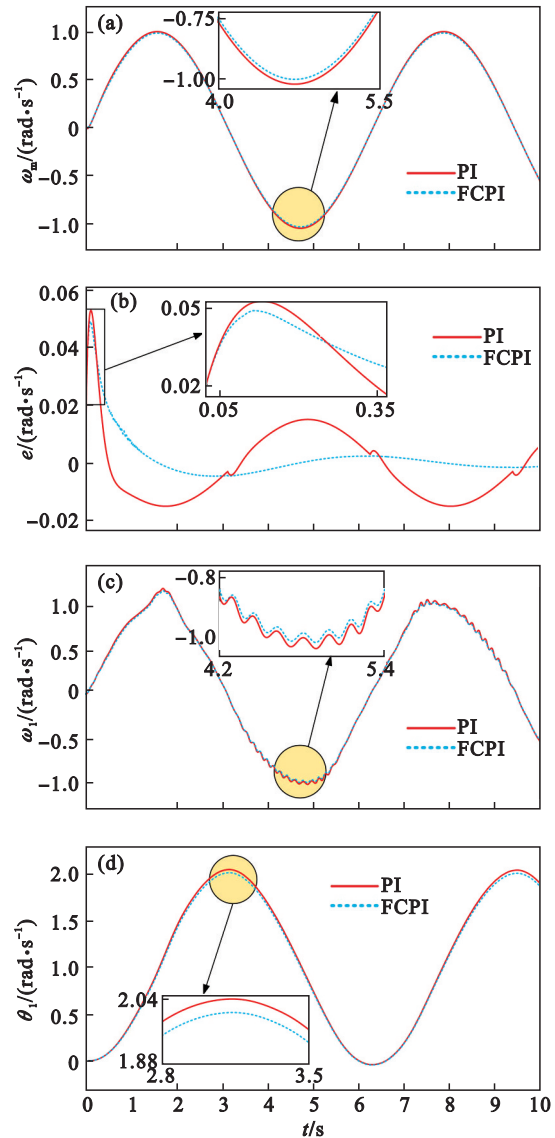 (a)
-0.75
-1.00
4.0
5.5
1.0
0.5
0
-0.5
-1.0
ω_m/(rad•s⁻¹)
PI
FCPI
0.06
(b)
0.05
0.02
0.05
0.35
PI
FCPI
0.04
0.02
0
-0.02
e/(rad•s⁻¹)
(c)
-0.8
-1.0
4.2
5.4
1.0
0.5
0
-0.5
-1.0
ω₁/(rad•s⁻¹)
PI
FCPI
(d)
2.0
1.5
1.0
0.5
0
θ₁/(rad•s⁻¹)
PI
FCPI
2.04
1.88
2.8
3.5
0 1 2 3 4 5 6 7 8 9 10
t/s